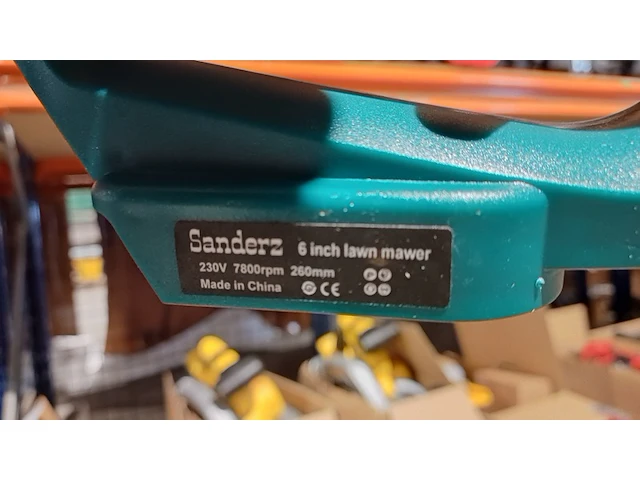 Sanderz 6 inch lawn mawer
230V 7800rpm 260mm
Made in China CE